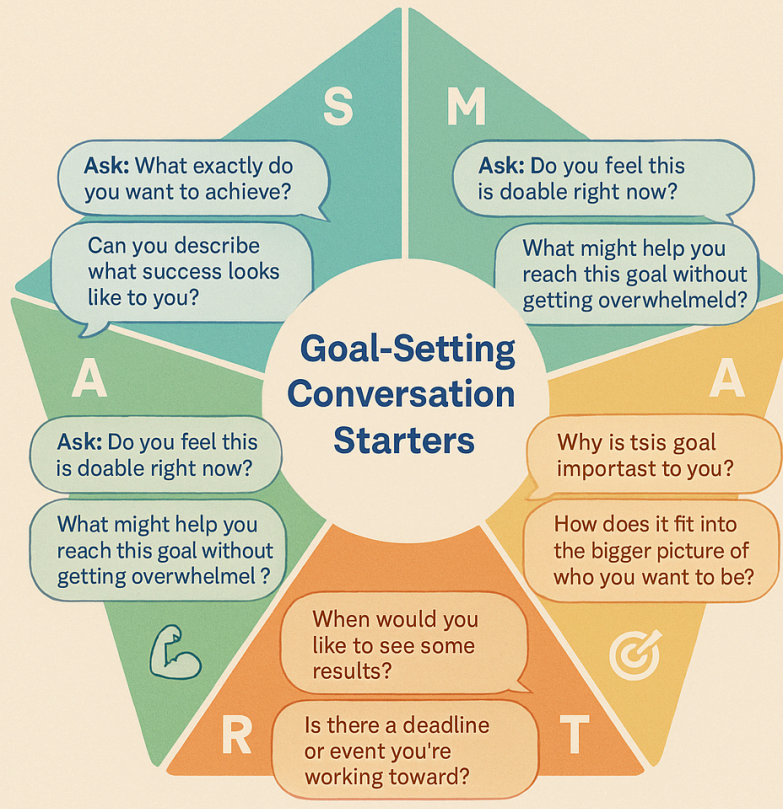 S
M
Ask: What exactly do
you want to achieve?
Can you describe
what success looks
like to you?
Ask: Do you feel this
is doable right now?
What might help you
reach this goal without
getting overwhelmeld?
Goal-Setting
Conversation
Starters
A
Ask: Do you feel this
is doable right now?
What might help you
reach this goal without
getting overwhelmel ?
A
Why is tsis goal
importast to you?
How does it fit into
the bigger picture of
who you want to be?
R
T
When would you
like to see some
results?
Is there a deadline
or event you're
working toward?